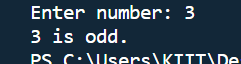 Enter number: 3
3 is odd.
PS C:\Users\KIIT\De